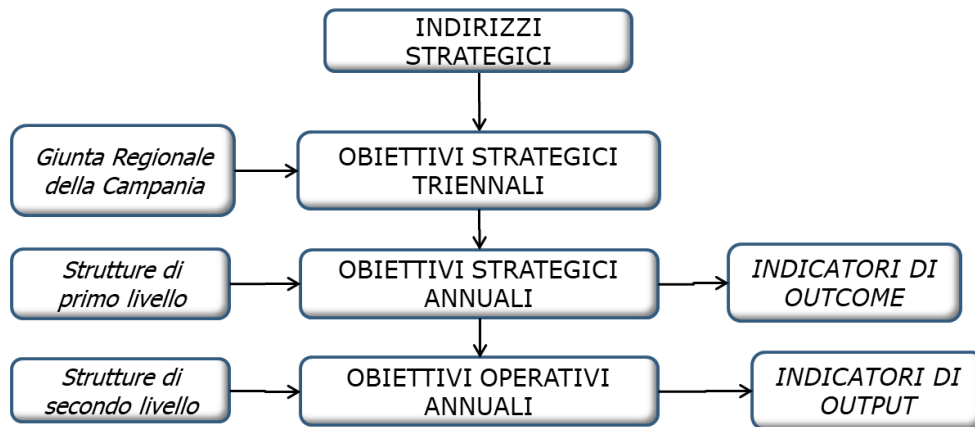 INDIRIZZI
STRATEGICI
Giunta Regionale
della Campania
OBIETTIVI STRATEGICI
TRIENNALI
Strutture di
primo livello
OBIETTIVI STRATEGICI
ANNUALI
INDICATORI DI
OUTCOME
Strutture di
secondo livello
OBIETTIVI OPERATIVI
ANNUALI
INDICATORI DI
OUTPUT